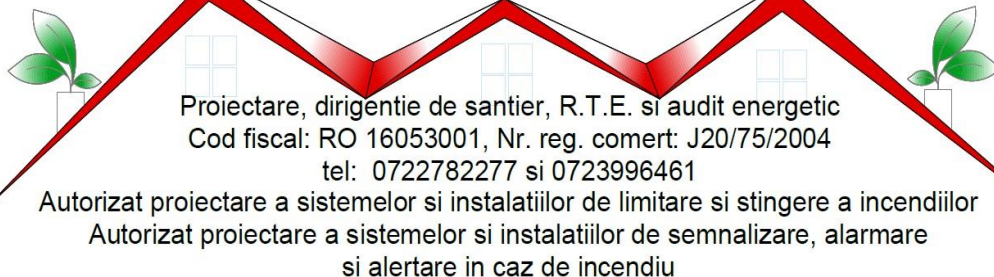 Proiectare, dirigentie de santier, R.T.E. si audit energetic
Cod fiscal: RO 16053001, Nr. reg. comert: J20/75/2004
tel: 0722782277 si 0723996461
Autorizat proiectare a sistemelor si instalatiilor de limitare si stingere a incendiilor
Autorizat proiectare a sistemelor si instalatiilor de semnalizare, alarmare
si alertare in caz de incendiu